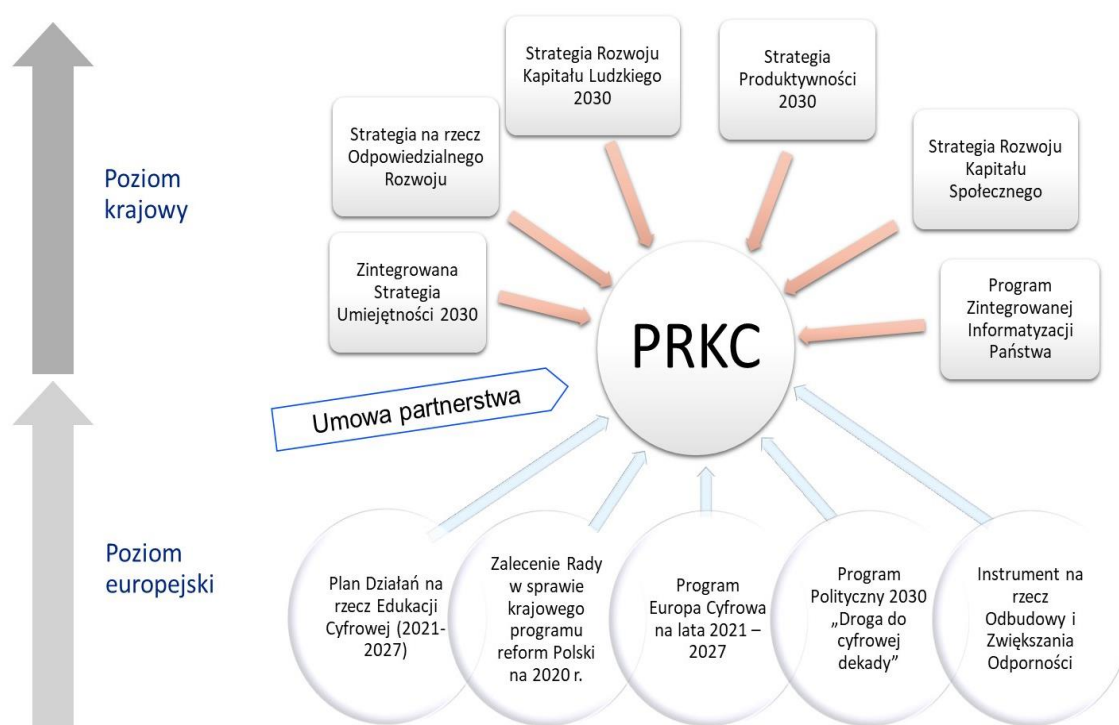 Strategia Rozwoju
Kapitału Ludzkiego
2030
Strategia
Produktywności
2030
Strategia na rzecz
Odpowiedzialnego
Rozwoju
Strategia Rozwoju
Kapitału
Społecznego
Poziom
krajowy
Zintegrowana
Strategia
Umiejętności 2030
Program
Zintegrowanej
Informatyzacji
Państwa
PRKC
Umowa partnerstwa
Poziom
europejski
Plan Działań na
rzecz Edukacji
Cyfrowej (2021-
2027)
Zalecenie Rady
w sprawie
krajowego
programu
reform Polski
na 2020 r.
Program
Europa Cyfrowa
na lata 2021 –
2027
Program
Polityczny 2030
„Droga do
cyfrowej
dekady”
Instrument na
rzecz
Odbudowy i
Zwiększania
Odporności